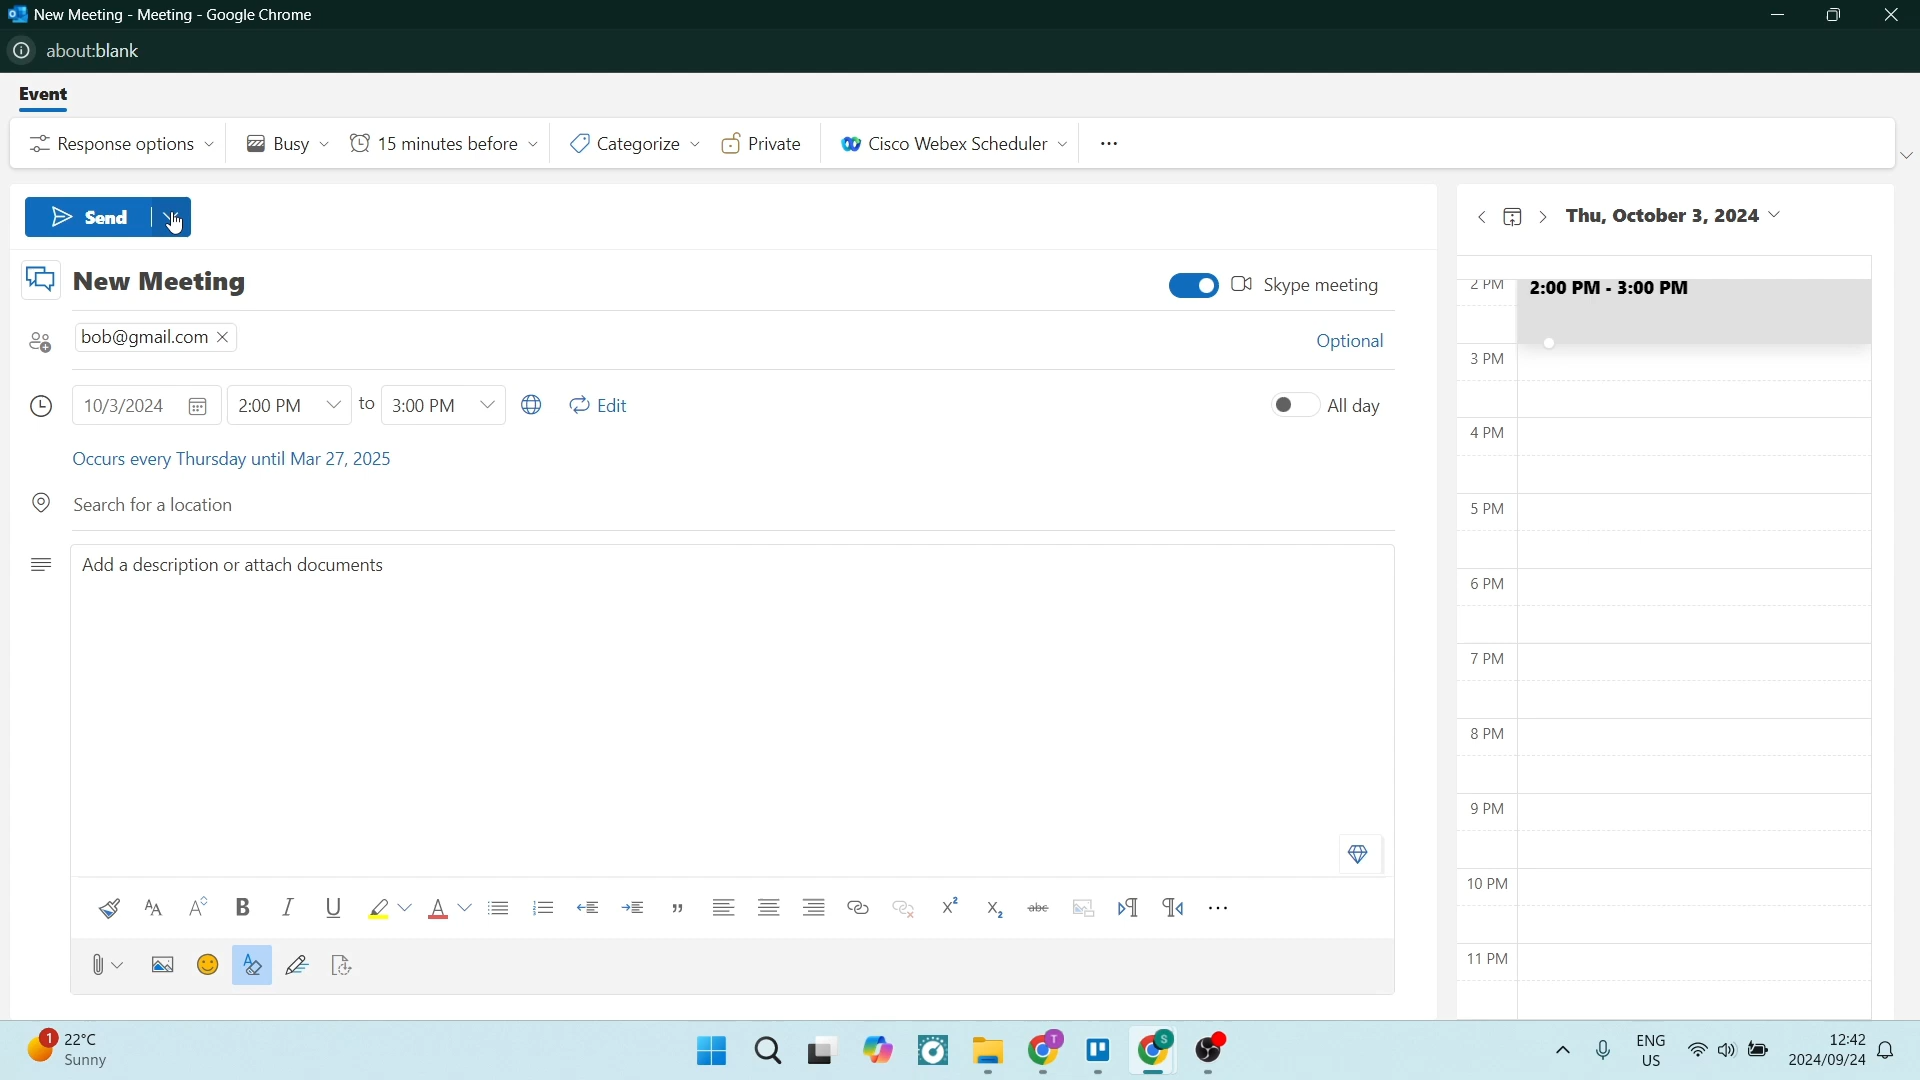 New Meeting - Meeting - Google Chrome
about:blank
Event
Response options
Busy
15 minutes before
Categorize
Private
Cisco Webex Scheduler
Send
Thu, October 3, 2024
New Meeting
Skype meeting
bob@gmail.com
Optional
10/3/2024
2:00 PM
to
3:00 PM
Edit
All day
Occurs every Thursday until Mar 27, 2025
Search for a location
Add a description or attach documents
2 PM
2:00 PM - 3:00 PM
3 PM
4 PM
5 PM
6 PM
7 PM
8 PM
9 PM
10 PM
11 PM
1
22°C
Sunny
T
S
ENG
US
12:42
2024/09/24